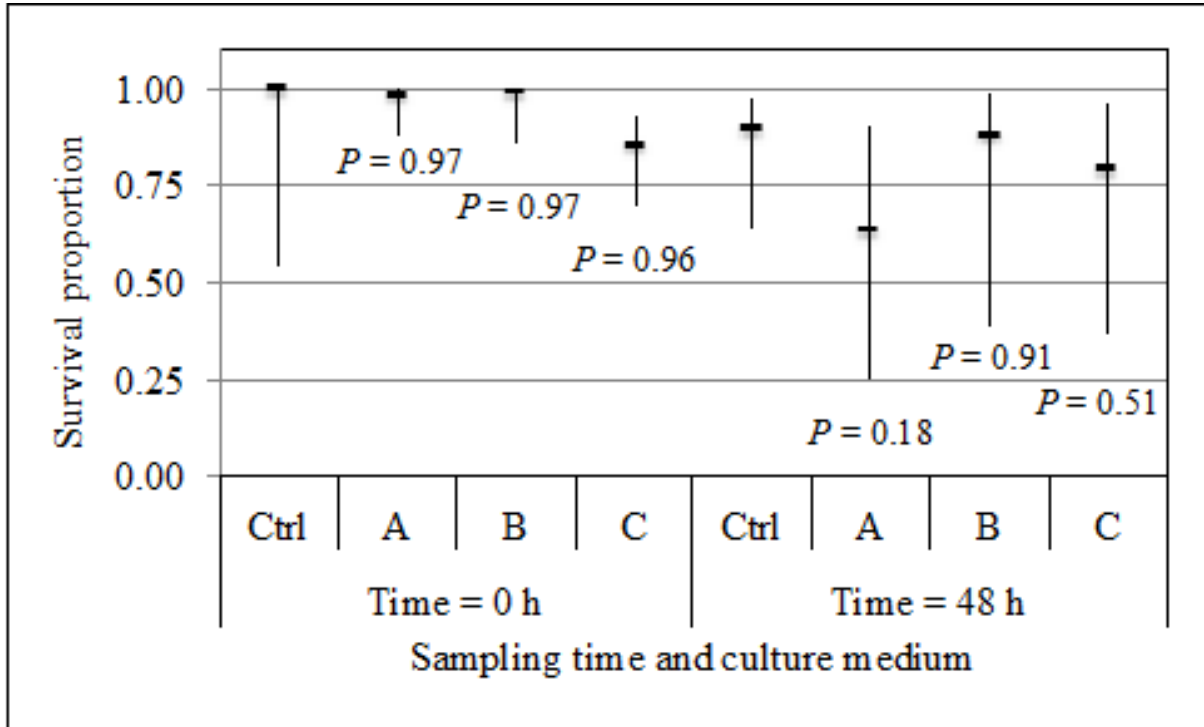 Survival proportion
1.00
0.75
0.50
0.25
0.00
P = 0.97
P = 0.97
P = 0.96
P = 0.18
P = 0.91
P = 0.51
Ctrl A B C Ctrl A B C
Time = 0 h Time = 48 h
Sampling time and culture medium